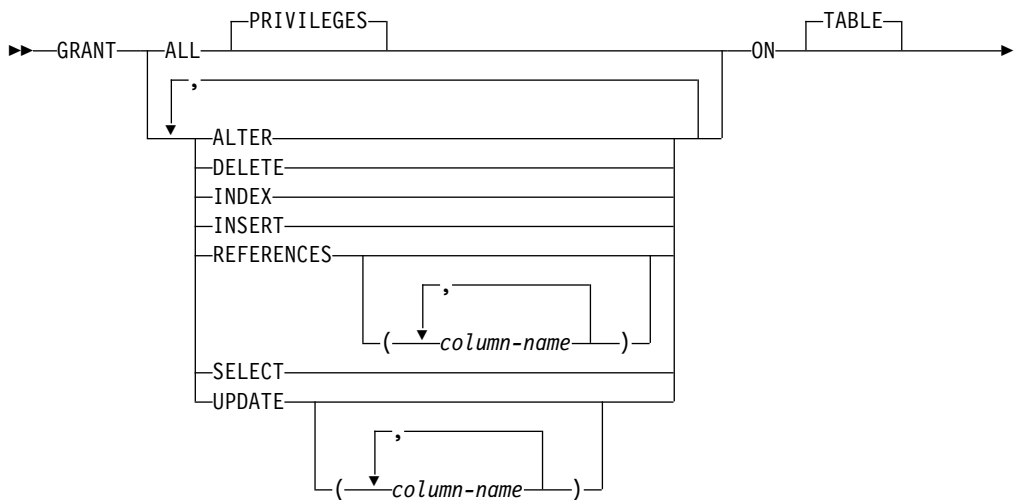 PRIVILEGES TABLE
GRANT ALL ON
,
ALTER
DELETE
INDEX
INSERT
REFERENCES
,
( column-name )
SELECT
UPDATE
,
( column-name )